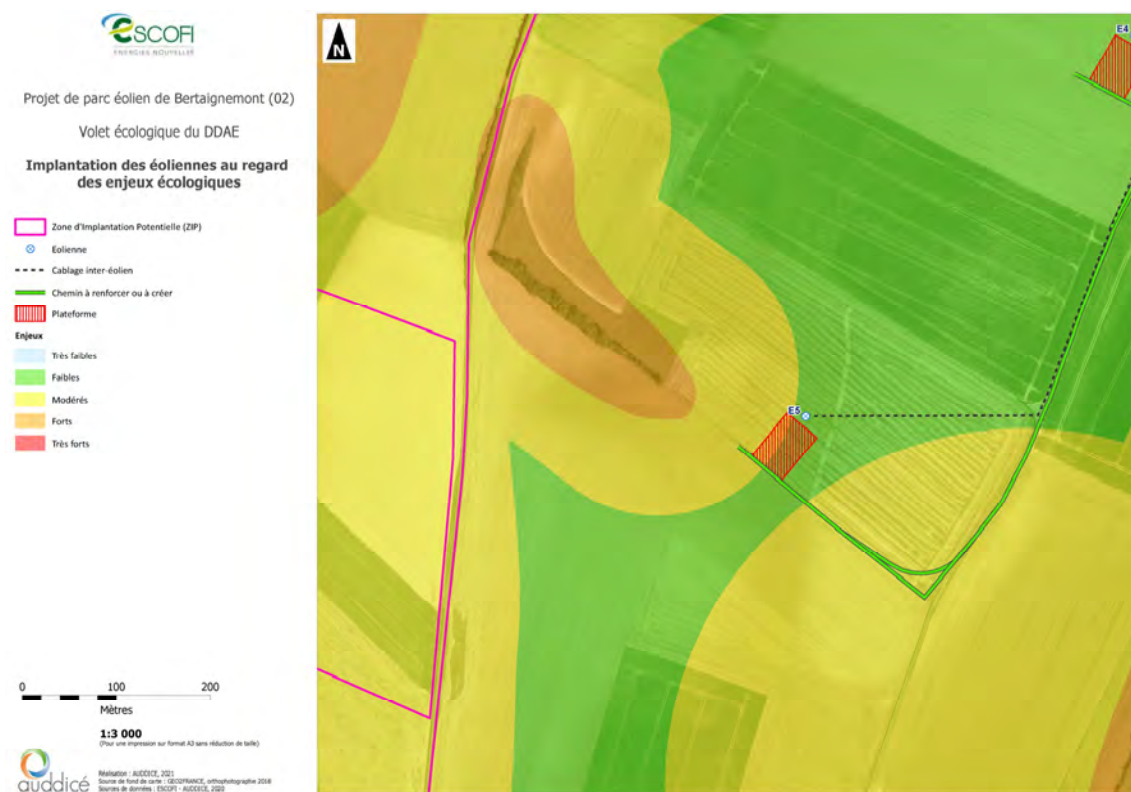 ESCOFI
ENERGIES NOUVELLES
Projet de parc éolien de Bertaignemont (02)
Volet écologique du DDAE
Implantation des éoliennes au regard
des enjeux écologiques
Zone d'Implantation Potentielle (ZIP)
Eolienne
Cablage inter-éolien
Chemin à renforcer ou à créer
Plateforme
Enjeux
Très faibles
Faibles
Modérés
Forts
Très forts
0 100 200
Mètres
1:3 000
(Pour une impression sur format A3 sans réduction de taille)
auddicé
Réalisation : AUDDICE, 2021
Source de fond de carte : GEO2FRANCE, orthophotographie 2018
Sources de données : ESCOFI - AUDDICE, 2020
N
E4
E5